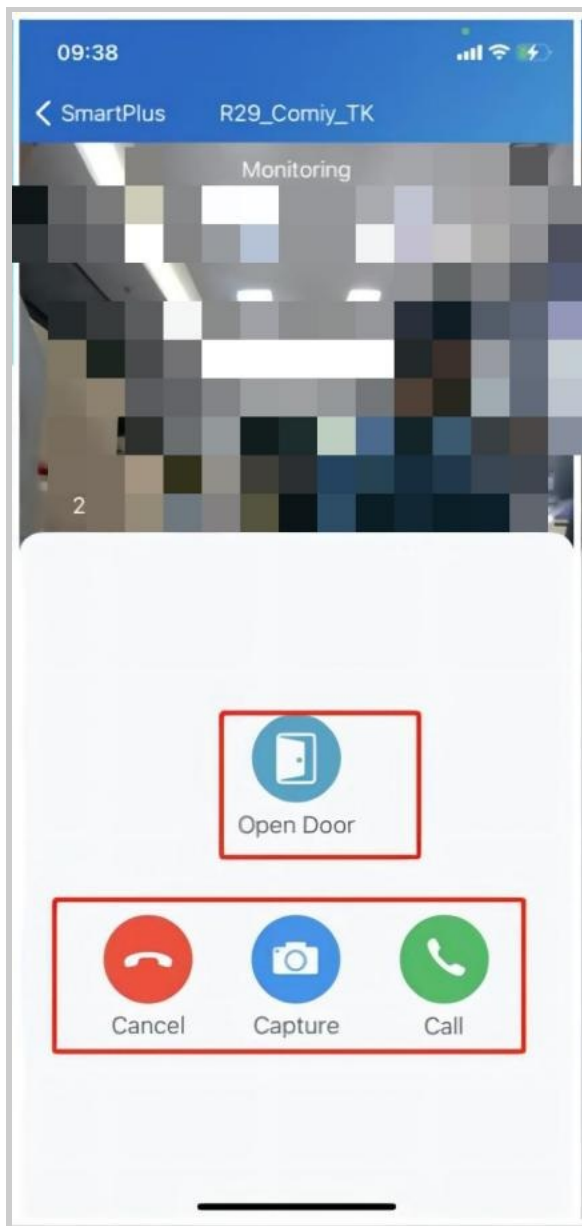 09:38
SmartPlus R29_Comiy_TK
Monitoring
2
Open Door
Cancel Capture Call